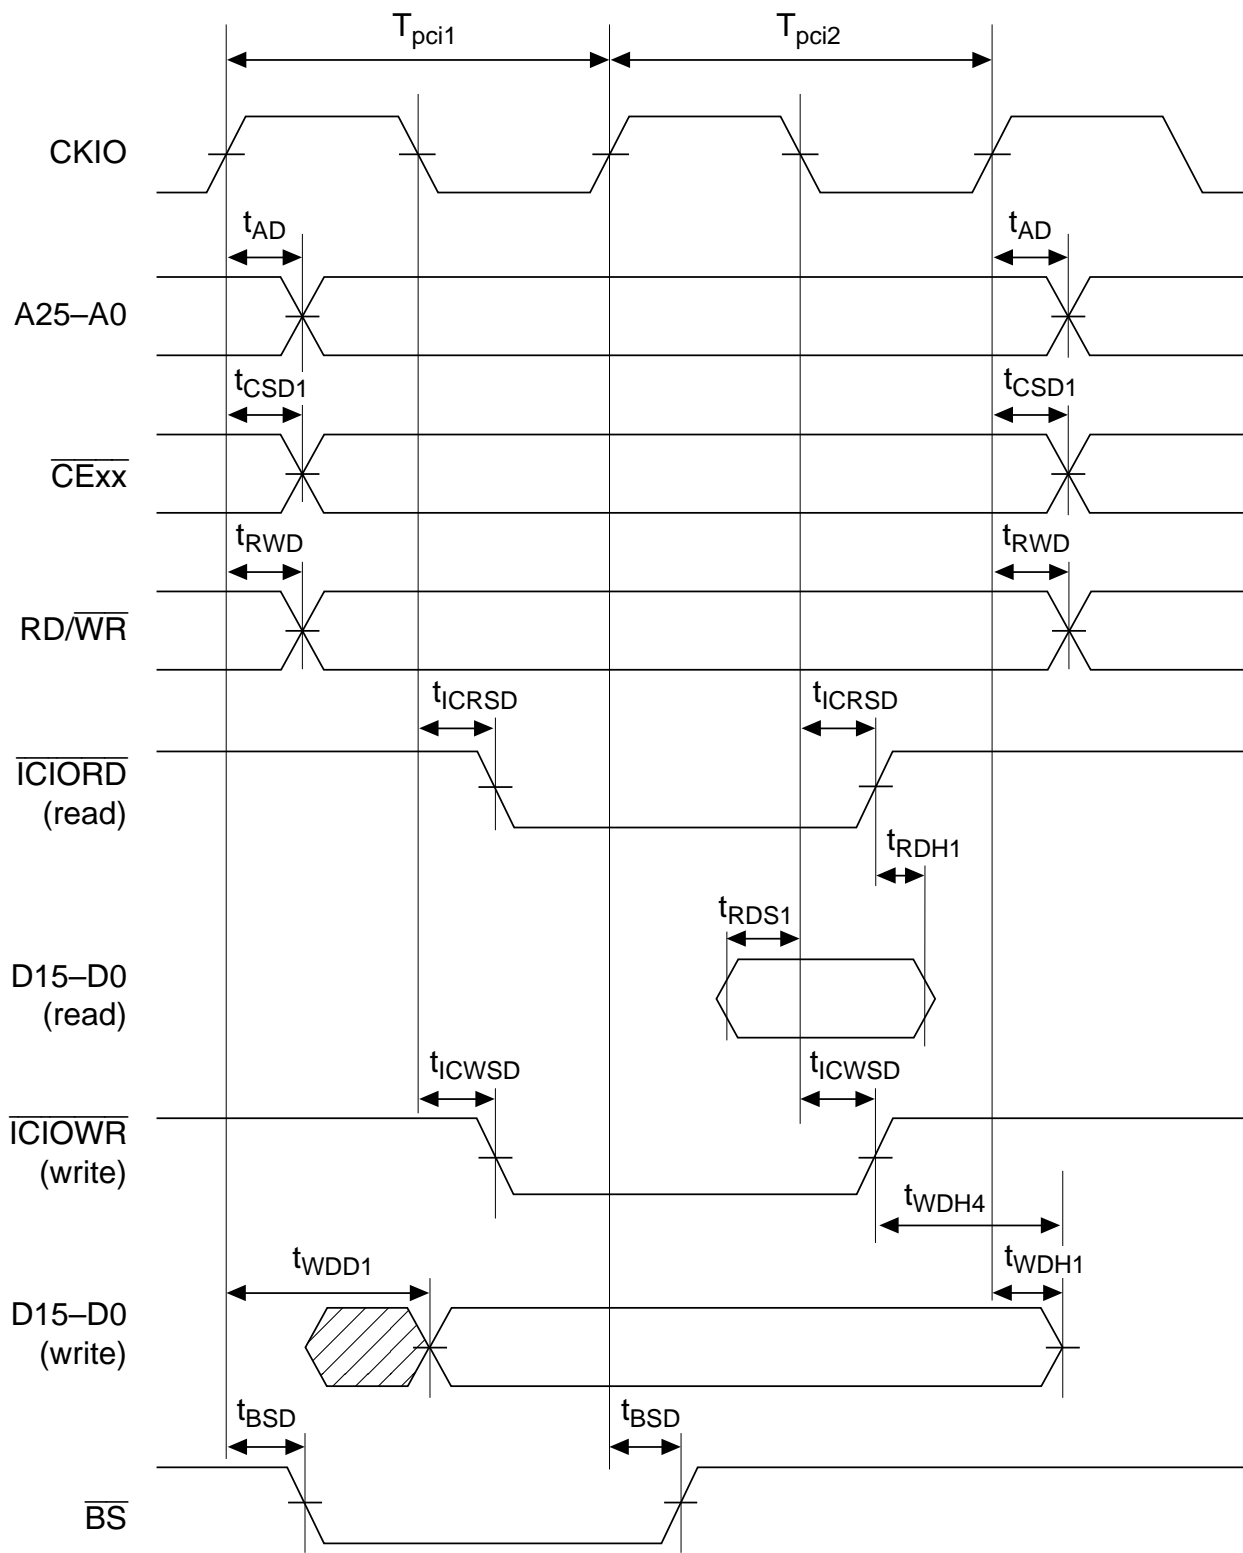 Tpci1 Tpci2
CKIO
tAD tAD
A25–A0
tCSD1 tCSD1
CExx
tRWD tRWD
RD/WR
tICRSD tICRSD
ICIORD
(read)
tRDH1
tRDS1
D15–D0
(read)
tICWSD tICWSD
ICIOWR
(write)
tWDH4
tWDD1 tWDH1
D15–D0
(write)
tBSD tBSD
BS